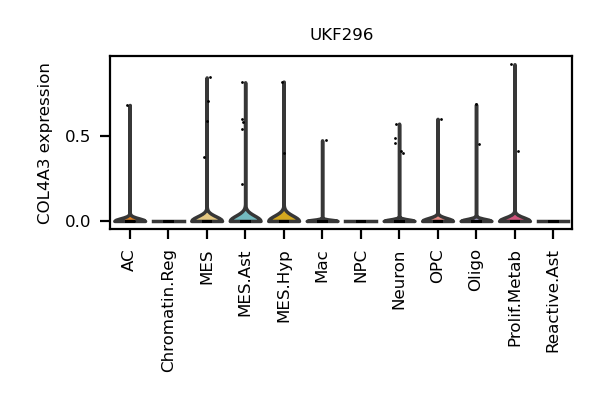 UKF296
COL4A3 expression
0.5
0.0
AC
Chromatin.Reg
MES
MES.Ast
MES.Hyp
Mac
NPC
Neuron
OPC
Oligo
Prolif.Metab
Reactive.Ast